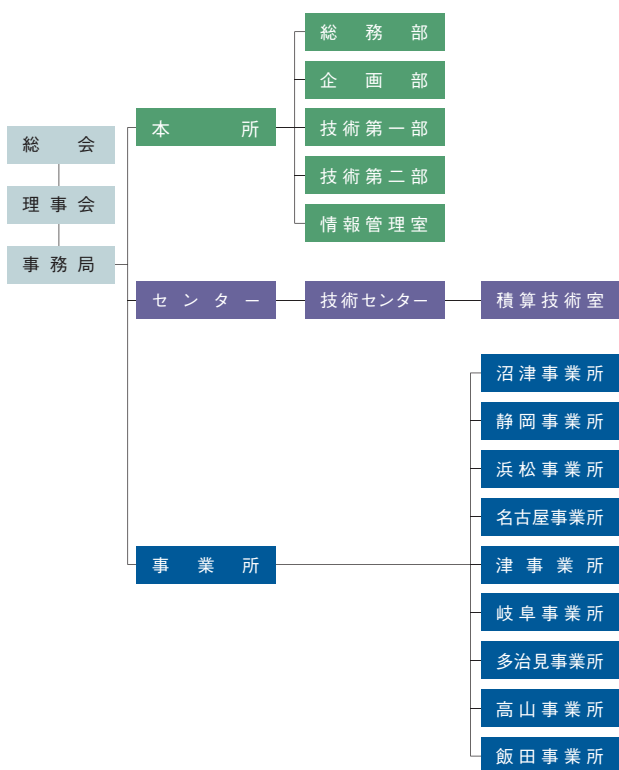 総会
理事会
事務局
本所
総務部
企画部
技術第一部
技術第二部
情報管理室
センター
技術センター
積算技術室
事業所
沼津事業所
静岡事業所
浜松事業所
名古屋事業所
津事業所
岐阜事業所
多治見事業所
高山事業所
飯田事業所